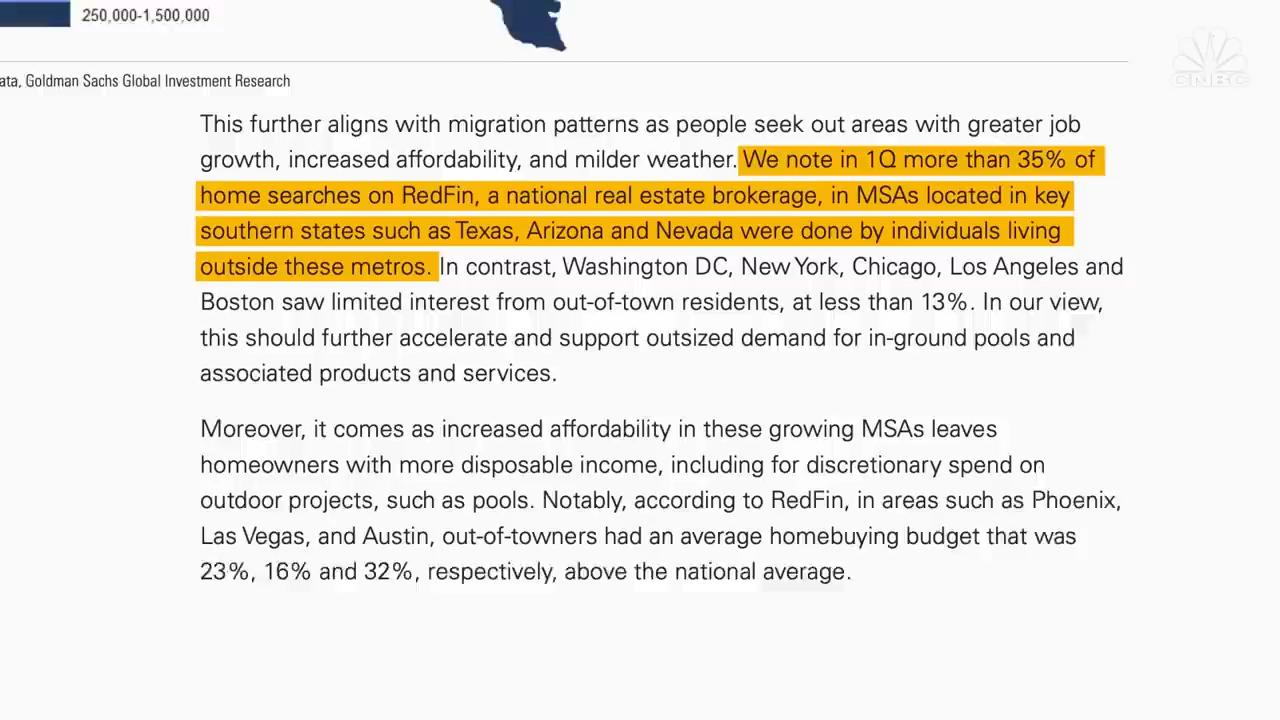 250,000-1,500,000
CNBC
ata, Goldman Sachs Global Investment Research
This further aligns with migration patterns as people seek out areas with greater job
growth, increased affordability, and milder weather. We note in 1Q more than 35% of
home searches on RedFin, a national real estate brokerage, in MSAs located in key
southern states such as Texas, Arizona and Nevada were done by individuals living
outside these metros. In contrast, Washington DC, New York, Chicago, Los Angeles and
Boston saw limited interest from out-of-town residents, at less than 13%. In our view,
this should further accelerate and support outsized demand for in-ground pools and
associated products and services.
Moreover, it comes as increased affordability in these growing MSAs leaves
homeowners with more disposable income, including for discretionary spend on
outdoor projects, such as pools. Notably, according to RedFin, in areas such as Phoenix,
Las Vegas, and Austin, out-of-towners had an average homebuying budget that was
23%, 16% and 32%, respectively, above the national average.